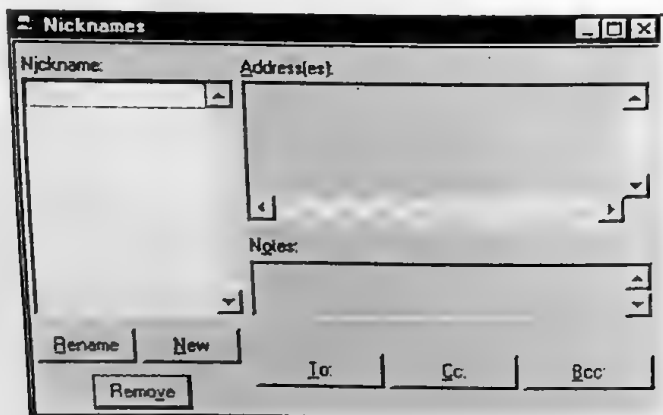 Nicknames
Nickname:
Address(es):
Notes:
Rename
New
Remove
To:
Cc:
Bcc: